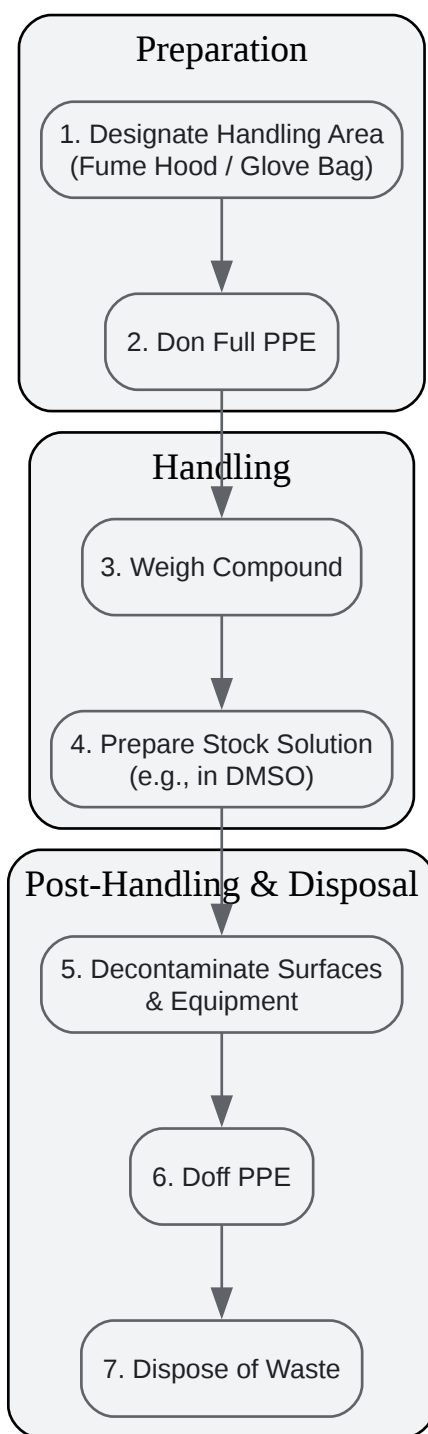 Preparation
1. Designate Handling Area
(Fume Hood / Glove Bag)
2. Don Full PPE
Handling
3. Weigh Compound
4. Prepare Stock Solution
(e.g., in DMSO)
Post-Handling & Disposal
5. Decontaminate Surfaces
& Equipment
6. Doff PPE
7. Dispose of Waste